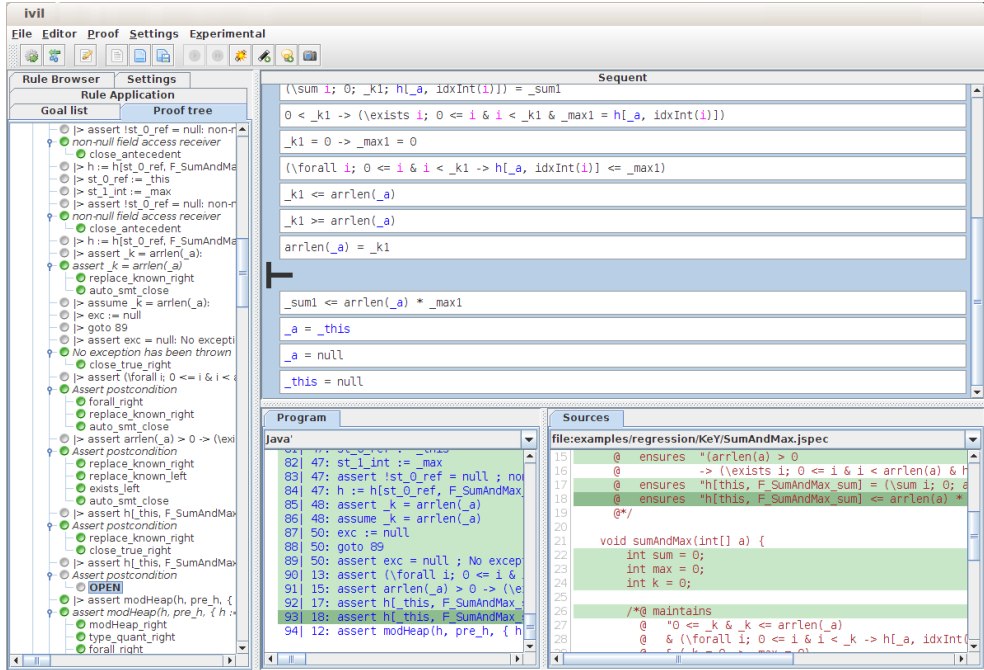 ivil
File Editor Proof Settings Experimental
Rule Browser Settings
Rule Application
Goal list Proof tree
|> assert !st_0_ref = null: non-n
non-null field access receiver
close_antecedent
|> h := h[st_0_ref, F_SumAndMa
|> st_0_ref := _this
|> st_1_int := _max
|> assert !st_0_ref = null: non-n
non-null field access receiver
close_antecedent
|> h := h[st_0_ref, F_SumAndMa
|> assert _k = arrlen(_a):
assert _k = arrlen(_a)
replace_known_right
auto_smt_close
|> assume _k = arrlen(_a):
|> exc := null
|> goto 89
|> assert exc = null: No excepti
No exception has been thrown
close_true_right
|> assert (\forall i; 0 <= i & i < a
Assert postcondition
forall_right
replace_known_right
auto_smt_close
|> assert arrlen(_a) > 0 -> (\exi
Assert postcondition
replace_known_right
replace_known_left
exists_left
auto_smt_close
|> assert h[_this, F_SumAndMa
Assert postcondition
replace_known_right
close_true_right
|> assert h[_this, F_SumAndMa
Assert postcondition
OPEN
|> assert modHeap(h, pre_h, {
assert modHeap(h, pre_h, { h :=
modHeap_right
type_quant_right
forall_right
Sequent
(\sum i; 0; _k1; h[_a, idxInt(i)]) = _sum1
0 < _k1 -> (\exists i; 0 <= i & i < _k1 & _max1 = h[_a, idxInt(i)])
_k1 = 0 -> _max1 = 0
(\forall i; 0 <= i & i < _k1 -> h[_a, idxInt(i)] <= _max1)
_k1 <= arrlen(_a)
_k1 >= arrlen(_a)
arrlen(_a) = _k1
_sum1 <= arrlen(_a) * _max1
_a = _this
_a = null
_this = null
Program
Java'
81| 47: st_0_ref := _this
82| 47: st_1_int := _max
83| 47: assert !st_0_ref = null ; non
84| 47: h := h[st_0_ref, F_SumAndMax_
85| 48: assert _k = arrlen(_a)
86| 48: assume _k = arrlen(_a)
87| 50: exc := null
88| 50: goto 89
89| 50: assert exc = null ; No except
90| 13: assert (\forall i; 0 <= i &
91| 15: assert arrlen(_a) > 0 -> (\e
92| 17: assert h[_this, F_SumAndMax_
93| 18: assert h[_this, F_SumAndMax_
94| 12: assert modHeap(h, pre_h, { h
Sources
file:examples/regression/KeY/SumAndMax.jspec
15 @ ensures "(arrlen(a) > 0
16 @ -> (\exists i; 0 <= i & i < arrlen(a) & h
17 @ ensures "h[this, F_SumAndMax_sum] = (\sum i; 0; a
18 @ ensures "h[this, F_SumAndMax_sum] <= arrlen(a) *
19 @*/
20
21 void sumAndMax(int[] a) {
22 int sum = 0;
23 int max = 0;
24 int k = 0;
25
26 /*@ maintains
27 @ "0 <= _k & _k <= arrlen(_a)
28 @ & (\forall i; 0 <= i & i < _k -> h[_a, idxInt(